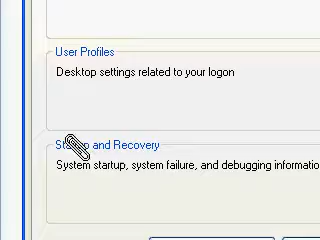 User Profiles
Desktop settings related to your logon
and Recovery
System startup, system failure, and debugging